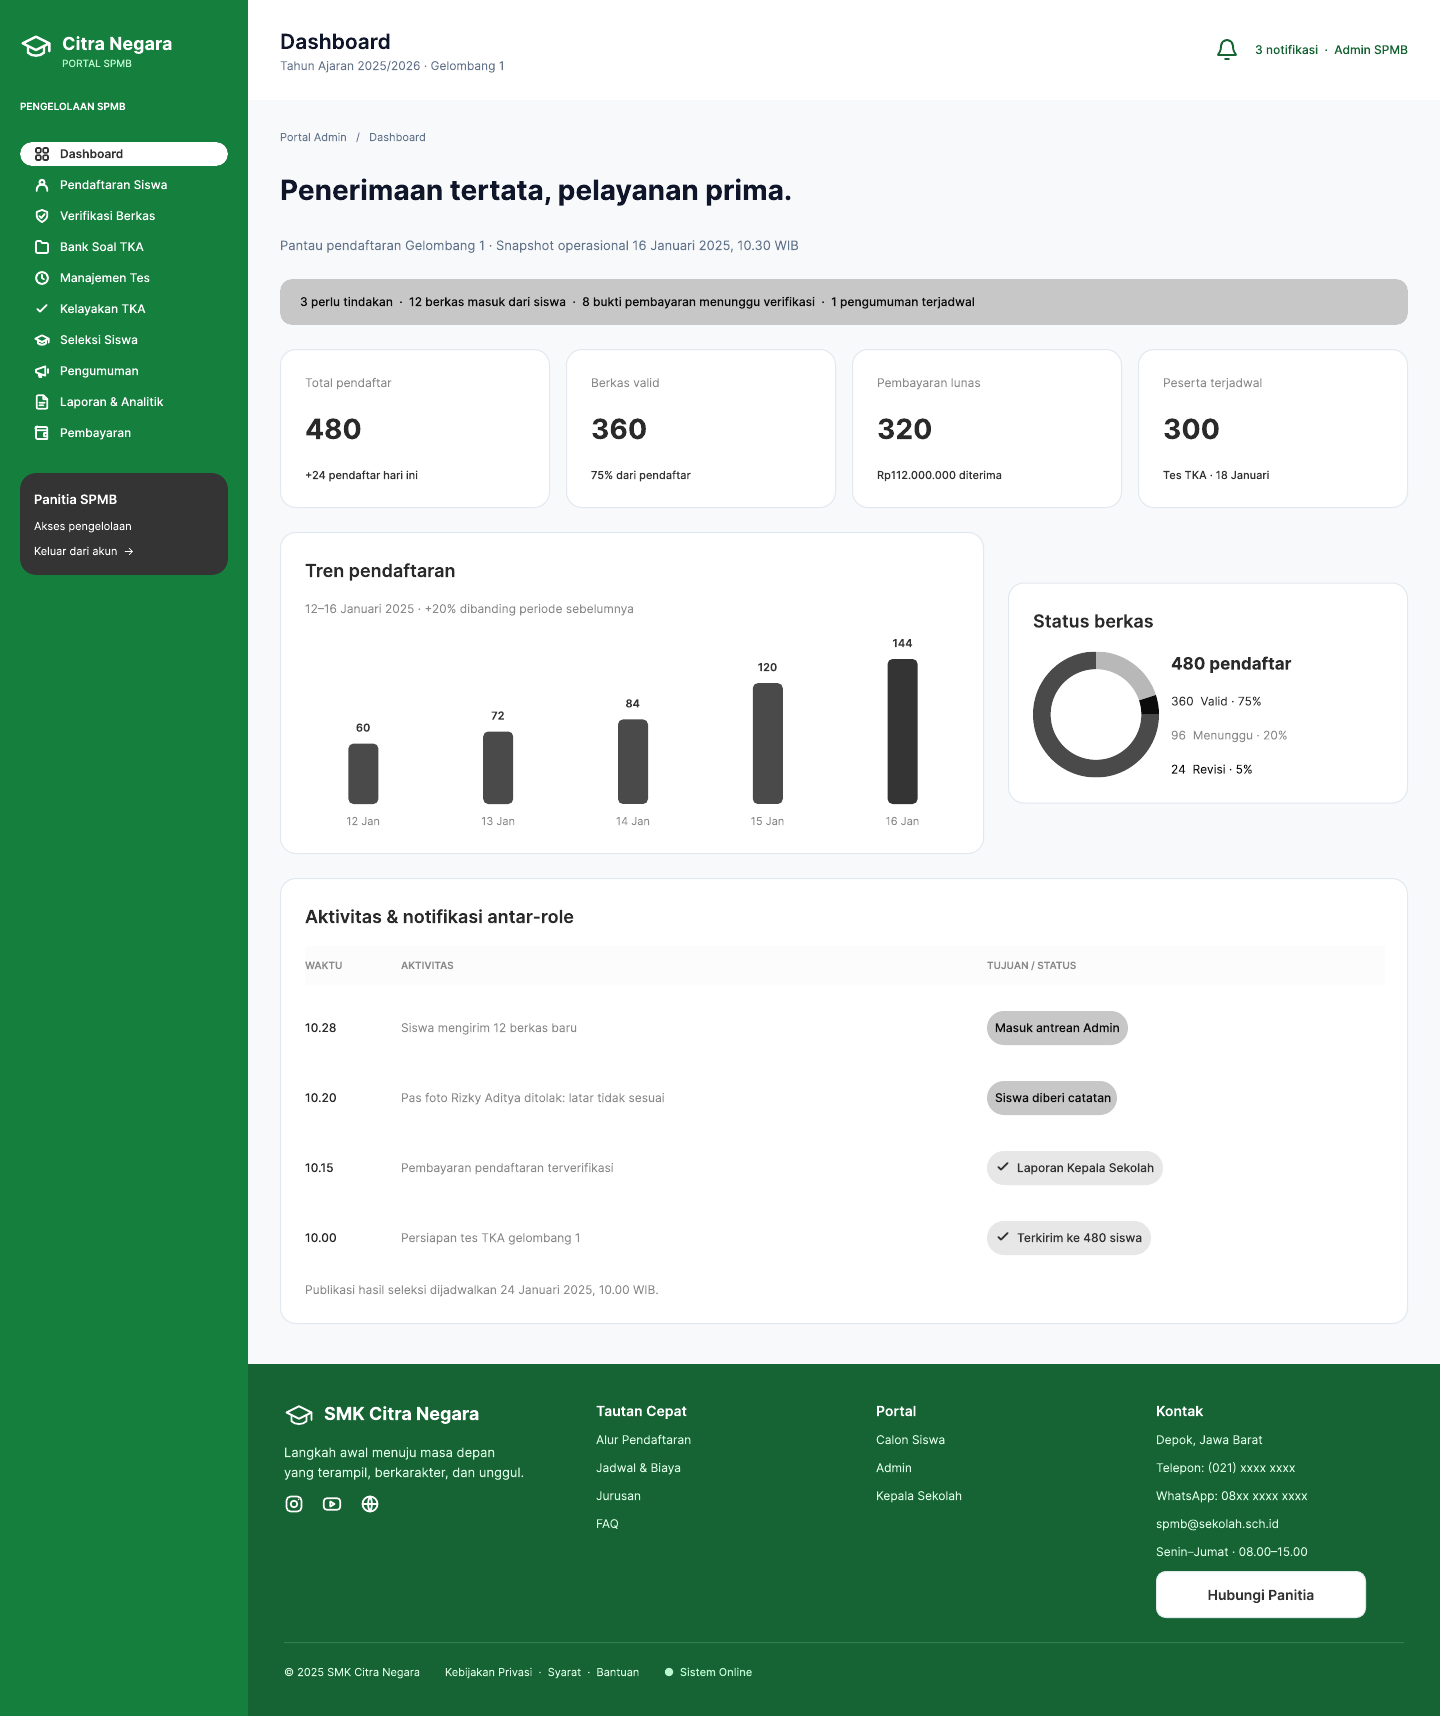 Citra Negara
PORTAL SPMB
PENGELOLAAN SPMB
Dashboard
Pendaftaran Siswa
Verifikasi Berkas
Bank Soal TKA
Manajemen Tes
Kelayakan TKA
Seleksi Siswa
Pengumuman
Laporan & Analitik
Pembayaran
Panitia SPMB
Akses pengelolaan
Keluar dari akun →
Dashboard
Tahun Ajaran 2025/2026 · Gelombang 1
3 notifikasi · Admin SPMB
Portal Admin / Dashboard
Penerimaan tertata, pelayanan prima.
Pantau pendaftaran Gelombang 1 · Snapshot operasional 16 Januari 2025, 10.30 WIB
3 perlu tindakan · 12 berkas masuk dari siswa · 8 bukti pembayaran menunggu verifikasi · 1 pengumuman terjadwal
Total pendaftar
480
+24 pendaftar hari ini
Berkas valid
360
75% dari pendaftar
Pembayaran lunas
320
Rp112.000.000 diterima
Peserta terjadwal
300
Tes TKA · 18 Januari
Tren pendaftaran
12–16 Januari 2025 · +20% dibanding periode sebelumnya
60
72
84
120
144
12 Jan
13 Jan
14 Jan
15 Jan
16 Jan
Status berkas
480 pendaftar
360 Valid · 75%
96 Menunggu · 20%
24 Revisi · 5%
Aktivitas & notifikasi antar-role
WAKTU AKTIVITAS TUJUAN / STATUS
10.28 Siswa mengirim 12 berkas baru Masuk antrean Admin
10.20 Pas foto Rizky Aditya ditolak: latar tidak sesuai Siswa diberi catatan
10.15 Pembayaran pendaftaran terverifikasi Laporan Kepala Sekolah
10.00 Persiapan tes TKA gelombang 1 Terkirim ke 480 siswa
Publikasi hasil seleksi dijadwalkan 24 Januari 2025, 10.00 WIB.
SMK Citra Negara
Langkah awal menuju masa depan
yang terampil, berkarakter, dan unggul.
Tautan Cepat
Alur Pendaftaran
Jadwal & Biaya
Jurusan
FAQ
Portal
Calon Siswa
Admin
Kepala Sekolah
Kontak
Depok, Jawa Barat
Telepon: (021) xxxx xxxx
WhatsApp: 08xx xxxx xxxx
spmb@sekolah.sch.id
Senin–Jumat · 08.00–15.00
Hubungi Panitia
© 2025 SMK Citra Negara Kebijakan Privasi · Syarat · Bantuan Sistem Online